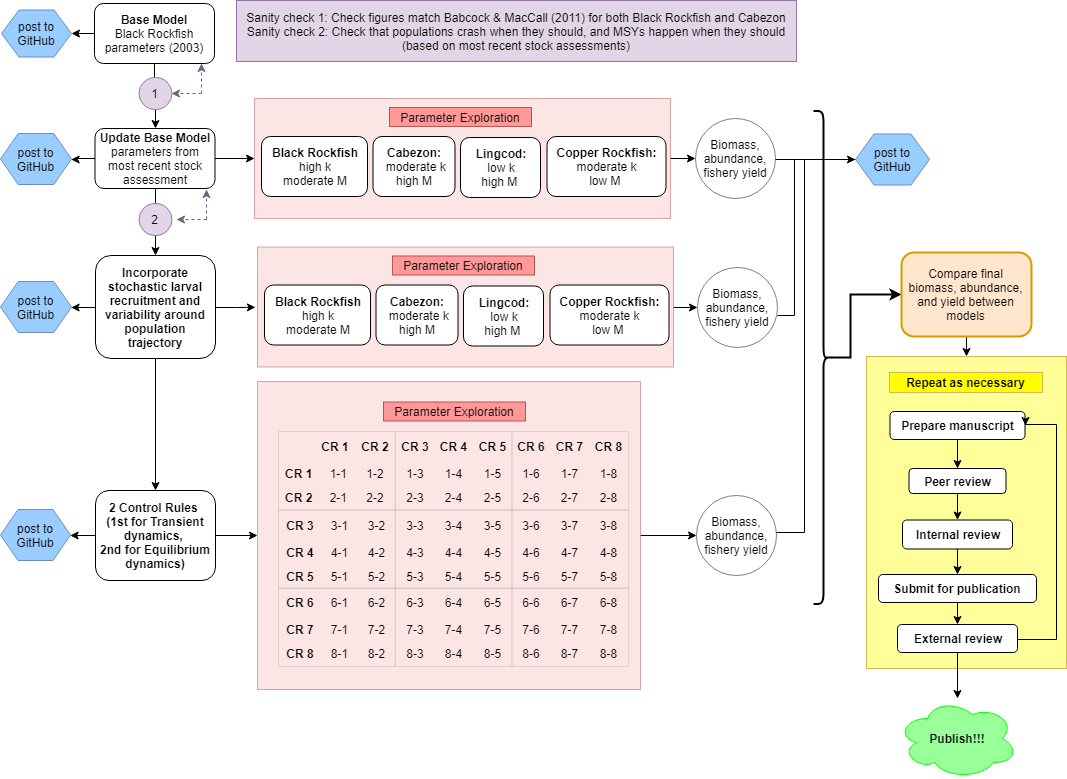 post to
GitHub
Base Model
Black Rockfish
parameters (2003)
Sanity check 1: Check figures match Babcock & MacCall (2011) for both Black Rockfish and Cabezon
Sanity check 2: Check that populations crash when they should, and MSYs happen when they should
(based on most recent stock assessments)
1
post to
GitHub
Update Base Model
parameters from
most recent stock
assessment
Parameter Exploration
Black Rockfish
high k
moderate M
Cabezon:
moderate k
high M
Lingcod:
low k
high M
Copper Rockfish:
moderate k
low M
Biomass,
abundance,
fishery yield
post to
GitHub
2
post to
GitHub
Incorporate
stochastic larval
recruitment and
variability around
population
trajectory
Parameter Exploration
Black Rockfish
high k
moderate M
Cabezon:
moderate k
high M
Lingcod:
low k
high M
Copper Rockfish:
moderate k
low M
Biomass,
abundance,
fishery yield
Compare final
biomass, abundance,
and yield between
models
post to
GitHub
2 Control Rules
(1st for Transient
dynamics,
2nd for Equilibrium
dynamics)
Parameter Exploration
CR 1 CR 2 CR 3 CR 4 CR 5 CR 6 CR 7 CR 8
CR 1 1-1 1-2 1-3 1-4 1-5 1-6 1-7 1-8
CR 2 2-1 2-2 2-3 2-4 2-5 2-6 2-7 2-8
CR 3 3-1 3-2 3-3 3-4 3-5 3-6 3-7 3-8
CR 4 4-1 4-2 4-3 4-4 4-5 4-6 4-7 4-8
CR 5 5-1 5-2 5-3 5-4 5-5 5-6 5-7 5-8
CR 6 6-1 6-2 6-3 6-4 6-5 6-6 6-7 6-8
CR 7 7-1 7-2 7-3 7-4 7-5 7-6 7-7 7-8
CR 8 8-1 8-2 8-3 8-4 8-5 8-6 8-7 8-8
Biomass,
abundance,
fishery yield
Repeat as necessary
Prepare manuscript
Peer review
Internal review
Submit for publication
External review
Publish!!!